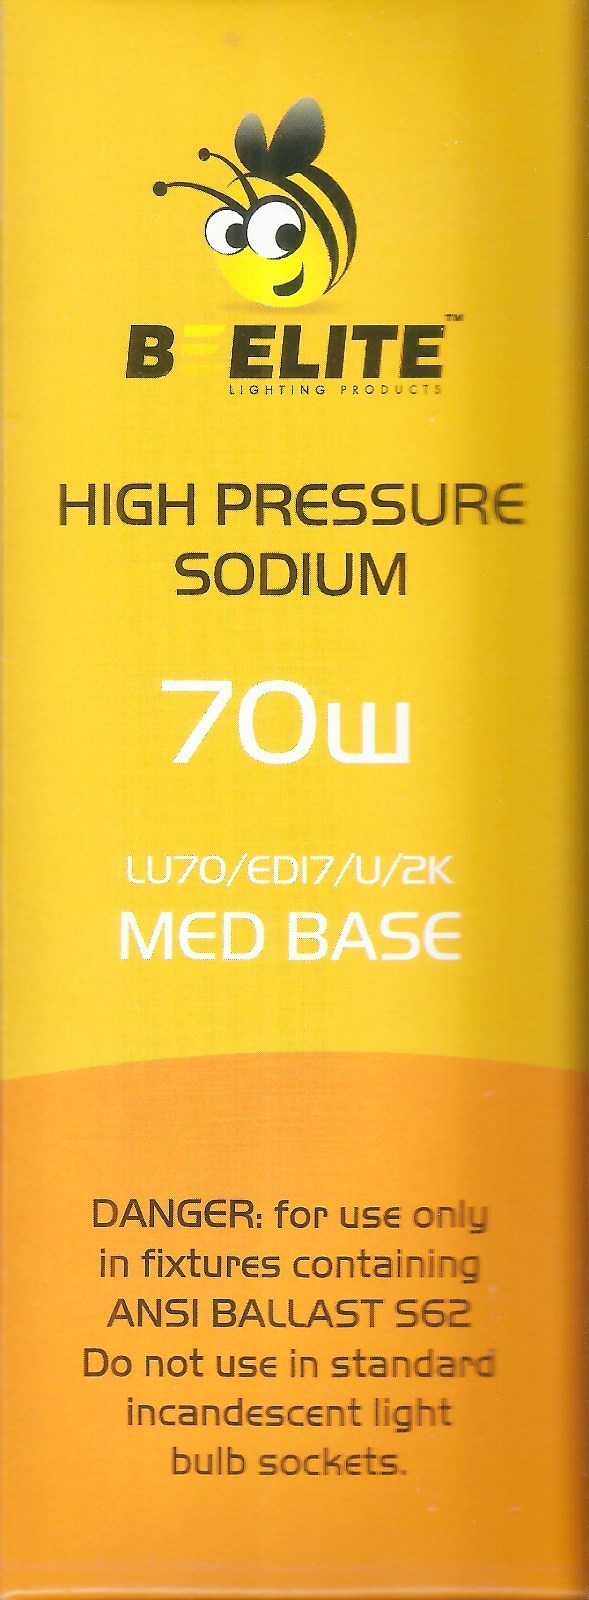 BEELITE™
LIGHTING PRODUCTS
HIGH PRESSURE
SODIUM
70W
LU70/ED17/U/2K
MED BASE
DANGER: for use only
in fixtures containing
ANSI BALLAST S62
Do not use in standard
incandescent light
bulb sockets.